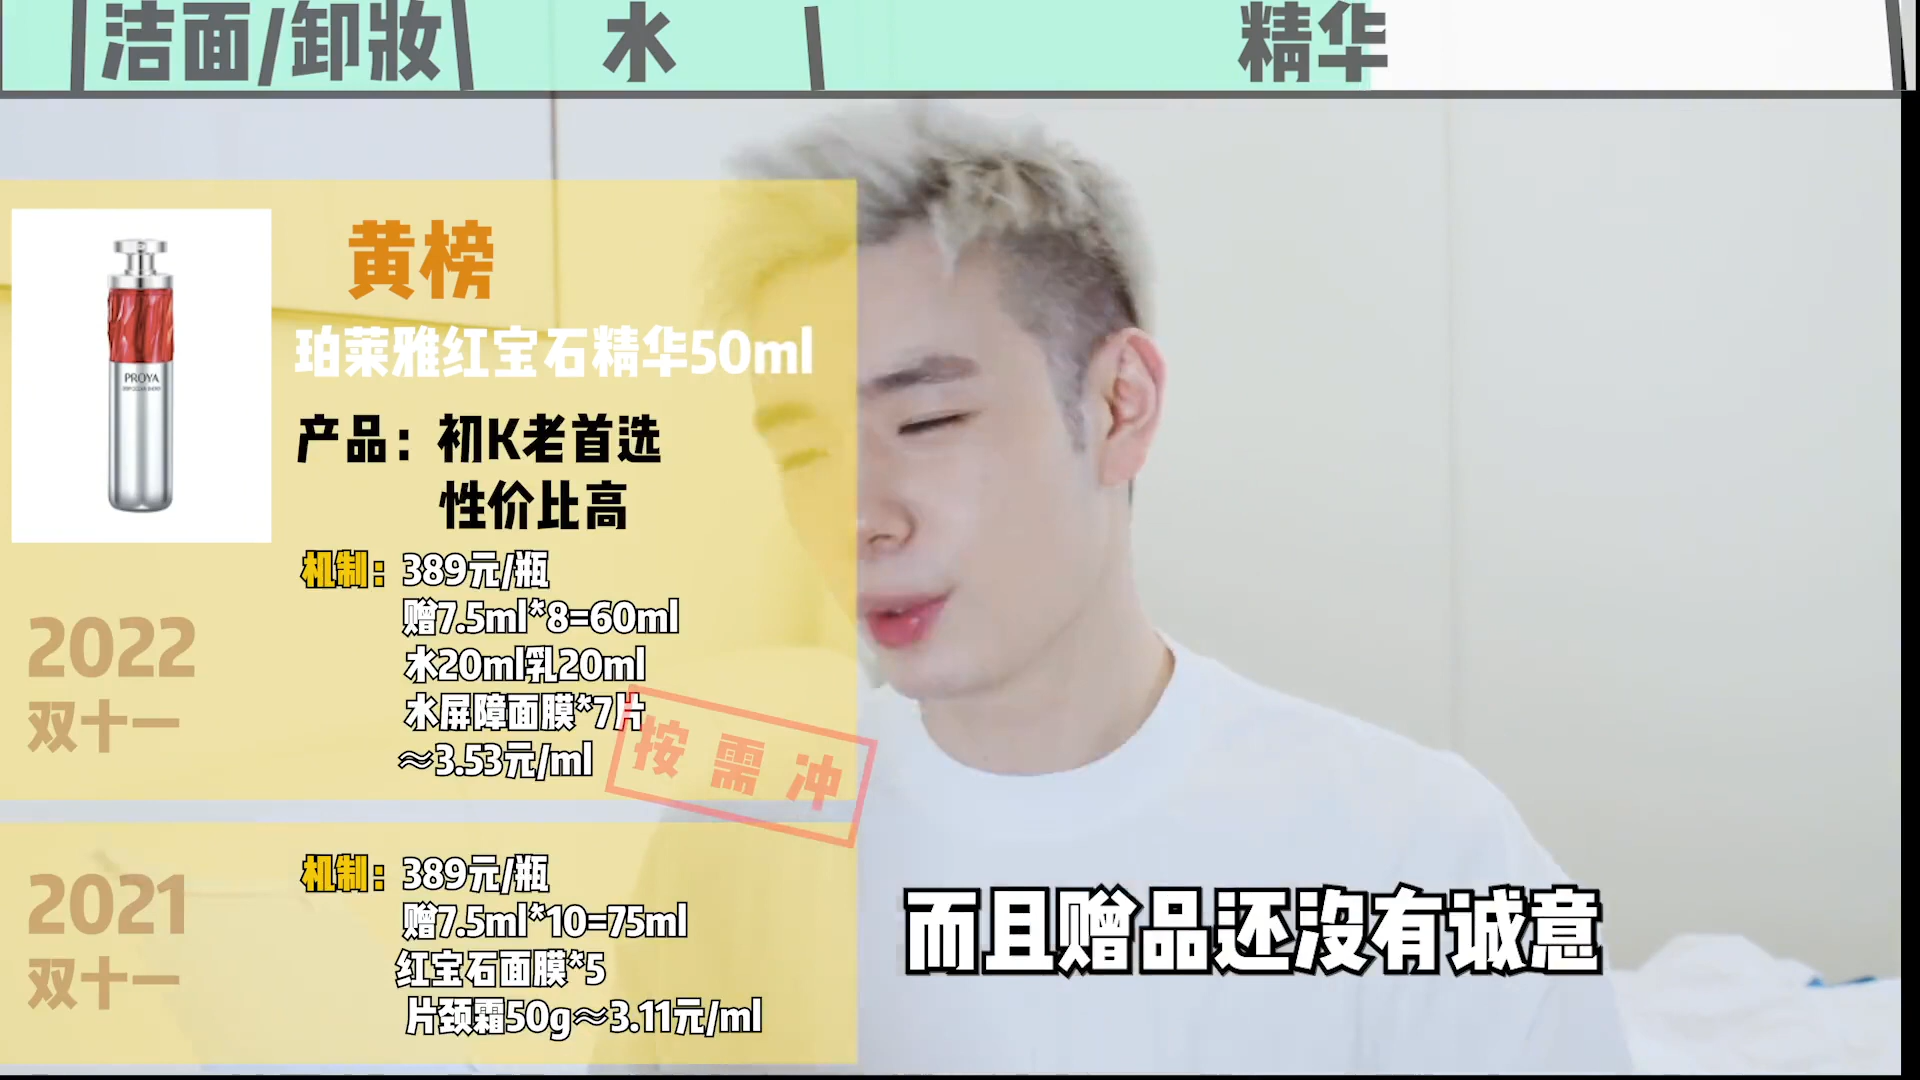 洁面/卸妝
水
精华
黄榜
珀莱雅红宝石精华50ml
PROYA
产品：初K老首选
性价比高
机制：389元/瓶
赠7.5ml*8=60ml
水20ml乳20ml
水屏障面膜*7片
≈3.53元/ml
2022
双十一
按需冲
机制：389元/瓶
赠7.5ml*10=75ml
红宝石面膜*5
片颈霜50g≈3.11元/ml
2021
双十一
而且赠品还没有诚意